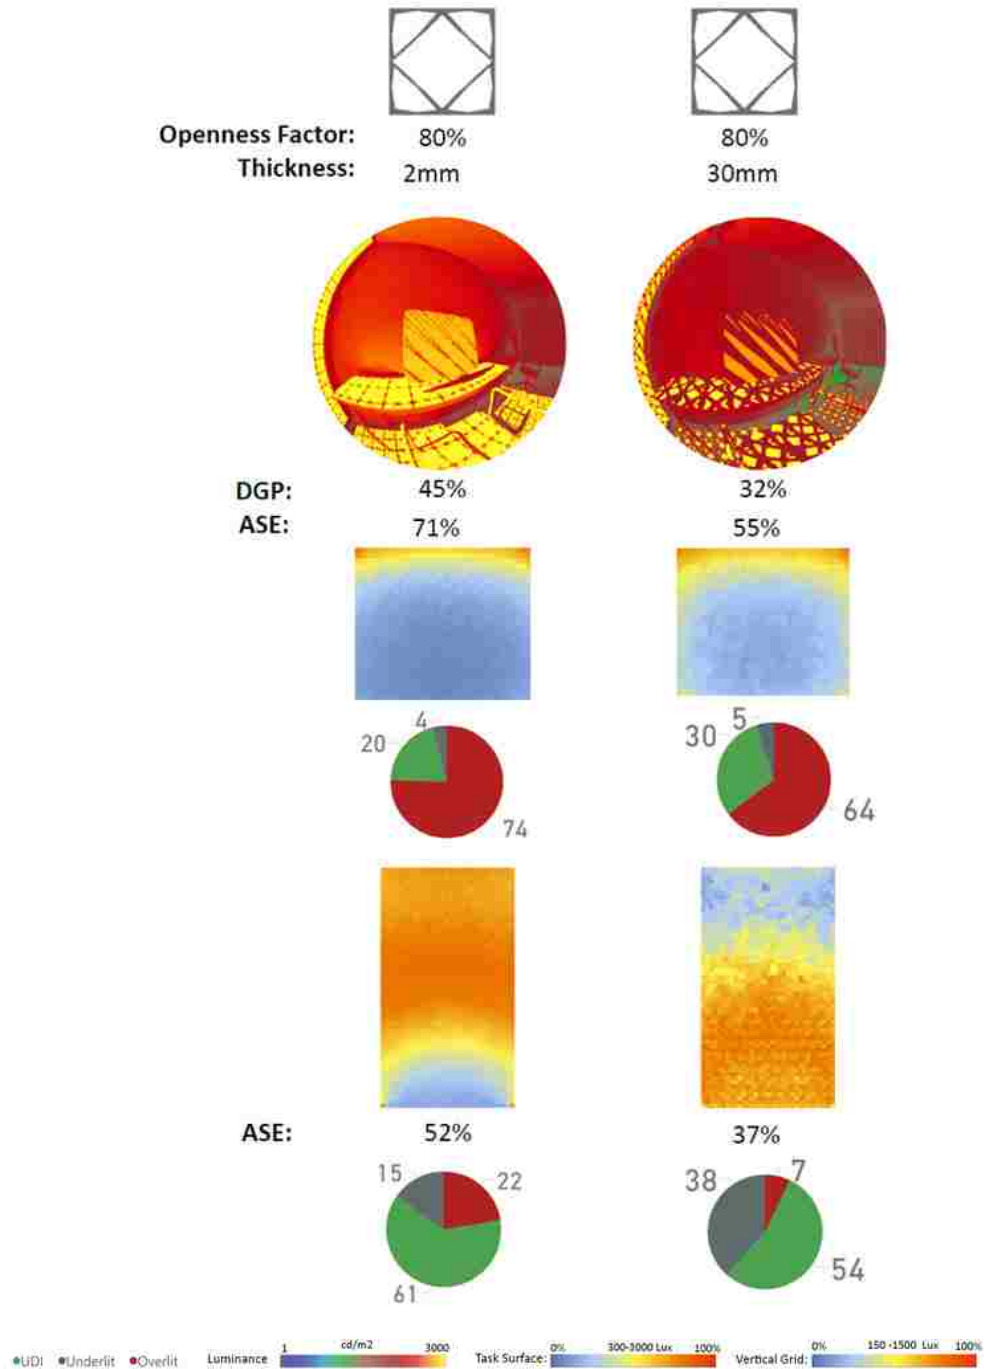 Openness Factor: 80% 80%
Thickness: 2mm 30mm
DGP: 45% 32%
ASE: 71% 55%
4 5
20 30
74 64
ASE: 52% 37%
15 22 38 7
61 54
UDI Underlit Overlit Luminance 1 cd/m2 3000 Task Surface: 0% 300-3000 Lux 100% Vertical Grid: 0% 150 -1500 Lux 100%